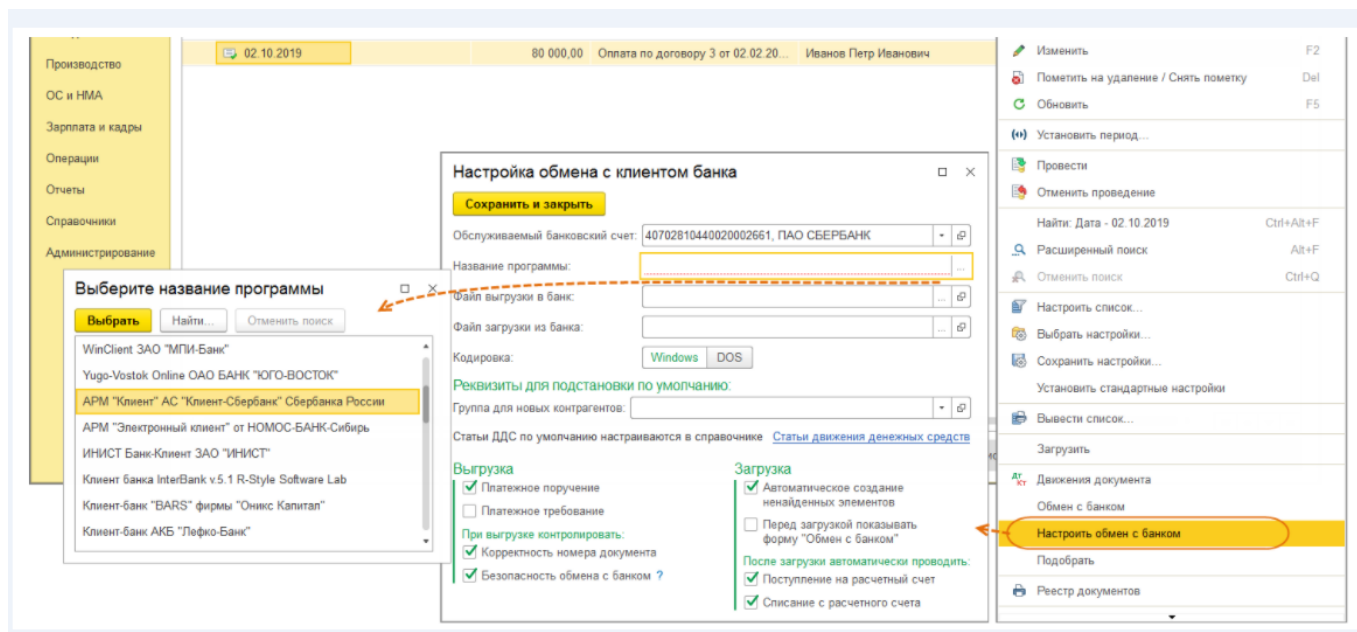 02.10.2019 80 000,00 Оплата по договору 3 от 02.02.20... Иванов Петр Иванович
Производство
ОС и НМА
Зарплата и кадры
Операции
Отчеты
Справочники
Администрирование
Изменить F2
Пометить на удаление / Снять пометку Del
Обновить F5
Установить период...
Провести
Отменить проведение
Найти: Дата - 02.10.2019 Ctrl+Alt+F
Расширенный поиск Alt+F
Отменить поиск Ctrl+Q
Настроить список...
Выбрать настройки...
Сохранить настройки...
Установить стандартные настройки
Вывести список...
Загрузить
Дт Кт Движения документа
Обмен с банком
Настроить обмен с банком
Подобрать
Реестр документов
Настройка обмена с клиентом банка
Сохранить и закрыть
Обслуживаемый банковский счет: 40702810440020002661, ПАО СБЕРБАНК
Название программы:
Файл выгрузки в банк:
Файл загрузки из банка:
Кодировка: Windows DOS
Реквизиты для подстановки по умолчанию:
Группа для новых контрагентов:
Статьи ДДС по умолчанию настраиваются в справочнике Статьи движения денежных средств
Выгрузка
Платежное поручение
Платежное требование
При выгрузке контролировать:
Корректность номера документа
Безопасность обмена с банком ?
Загрузка
Автоматическое создание
ненайденных элементов
Перед загрузкой показывать
форму "Обмен с банком"
После загрузки автоматически проводить:
Поступление на расчетный счет
Списание с расчетного счета
Выберите название программы
Выбрать Найти... Отменить поиск
WinClient ЗАО "МПИ-Банк"
Yugo-Vostok Online ОАО БАНК "ЮГО-ВОСТОК"
АРМ "Клиент" АС "Клиент-Сбербанк" Сбербанка России
АРМ "Электронный клиент" от НОМОС-БАНК-Сибирь
ИНИСТ Банк-Клиент ЗАО "ИНИСТ"
Клиент банка InterBank v.5.1 R-Style Software Lab
Клиент-банк "BARS" фирмы "Оникс Капитал"
Клиент-банк АКБ "Лефко-Банк"